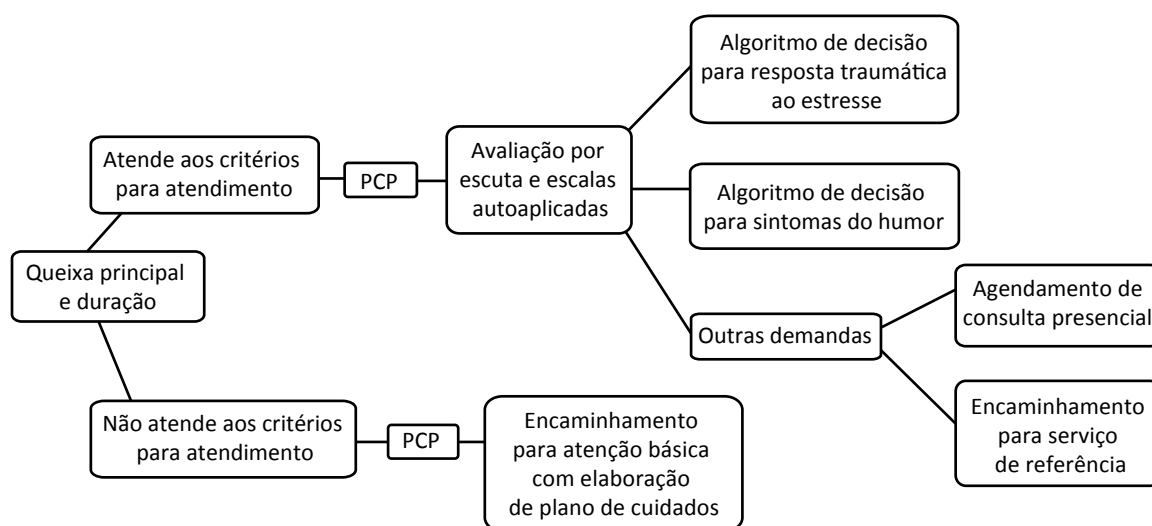 Queixa principal
e duração
Atende aos critérios
para atendimento
PCP
Avaliação por
escuta e escalas
autoaplicadas
Algoritmo de decisão
para resposta traumática
ao estresse
Algoritmo de decisão
para sintomas do humor
Outras demandas
Agendamento de
consulta presencial
Encaminhamento
para serviço
de referência
Não atende aos critérios
para atendimento
PCP
Encaminhamento
para atenção básica
com elaboração
de plano de cuidados